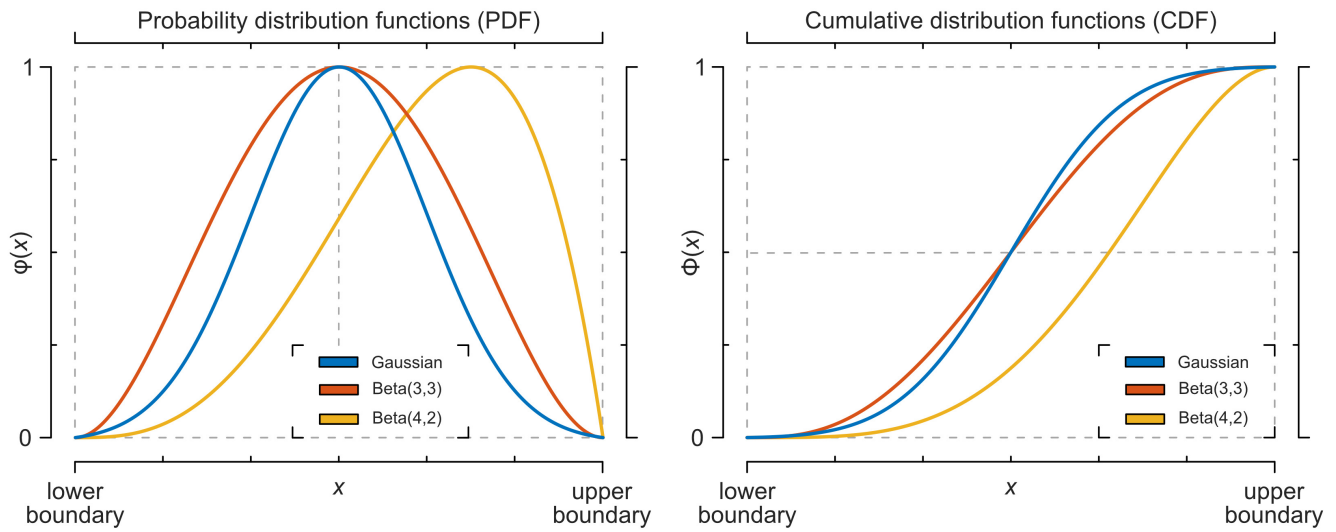 Probability distribution functions (PDF)
1
φ(x)
0
Gaussian
Beta(3,3)
Beta(4,2)
lower
boundary
x
upper
boundary
Cumulative distribution functions (CDF)
1
Φ(x)
0
Gaussian
Beta(3,3)
Beta(4,2)
lower
boundary
x
upper
boundary